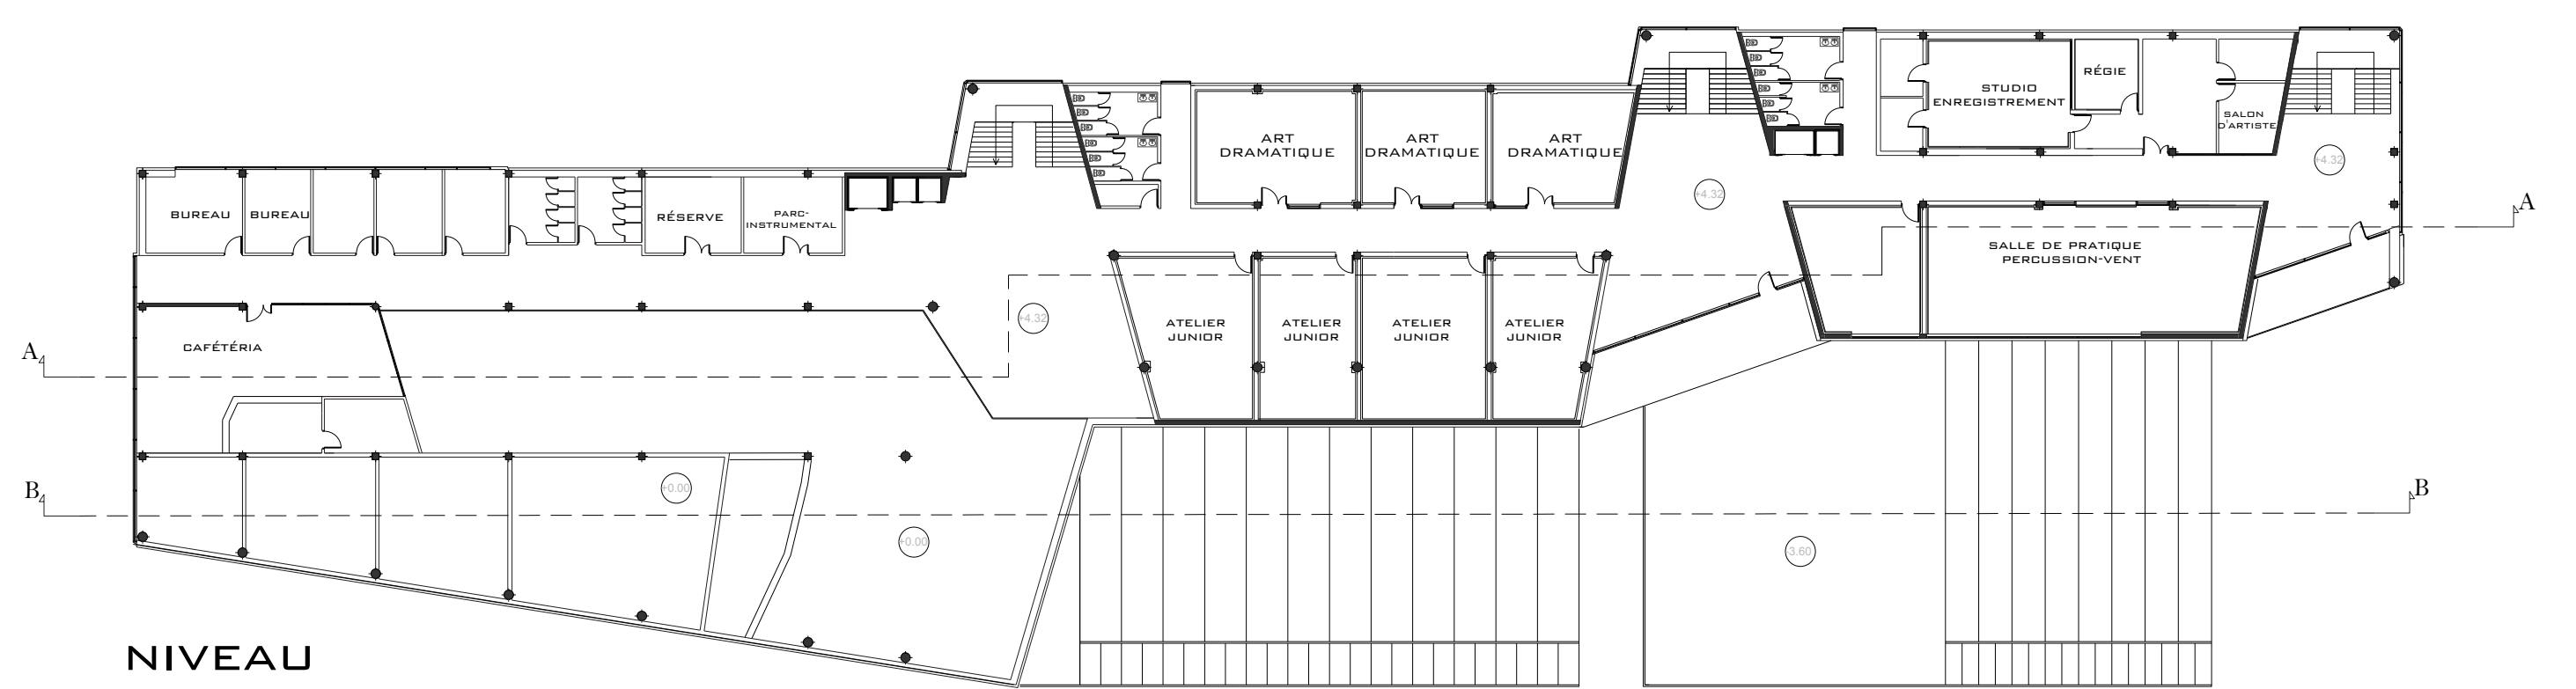 STUDIO
ENREGISTREMENT
RÉGIE
SALON
D'ARTISTE
ART
DRAMATIQUE
ART
DRAMATIQUE
ART
DRAMATIQUE
+4.32
+4.32
BUREAU
BUREAU
RÉSERVE
PARC-
INSTRUMENTAL
A
SALLE DE PRATIQUE
PERCUSSION-VENT
+4.32
ATELIER
JUNIOR
ATELIER
JUNIOR
ATELIER
JUNIOR
ATELIER
JUNIOR
CAFÉTÉRIA
A
B
+0.00
B
+0.00
-3.60
NIVEAU